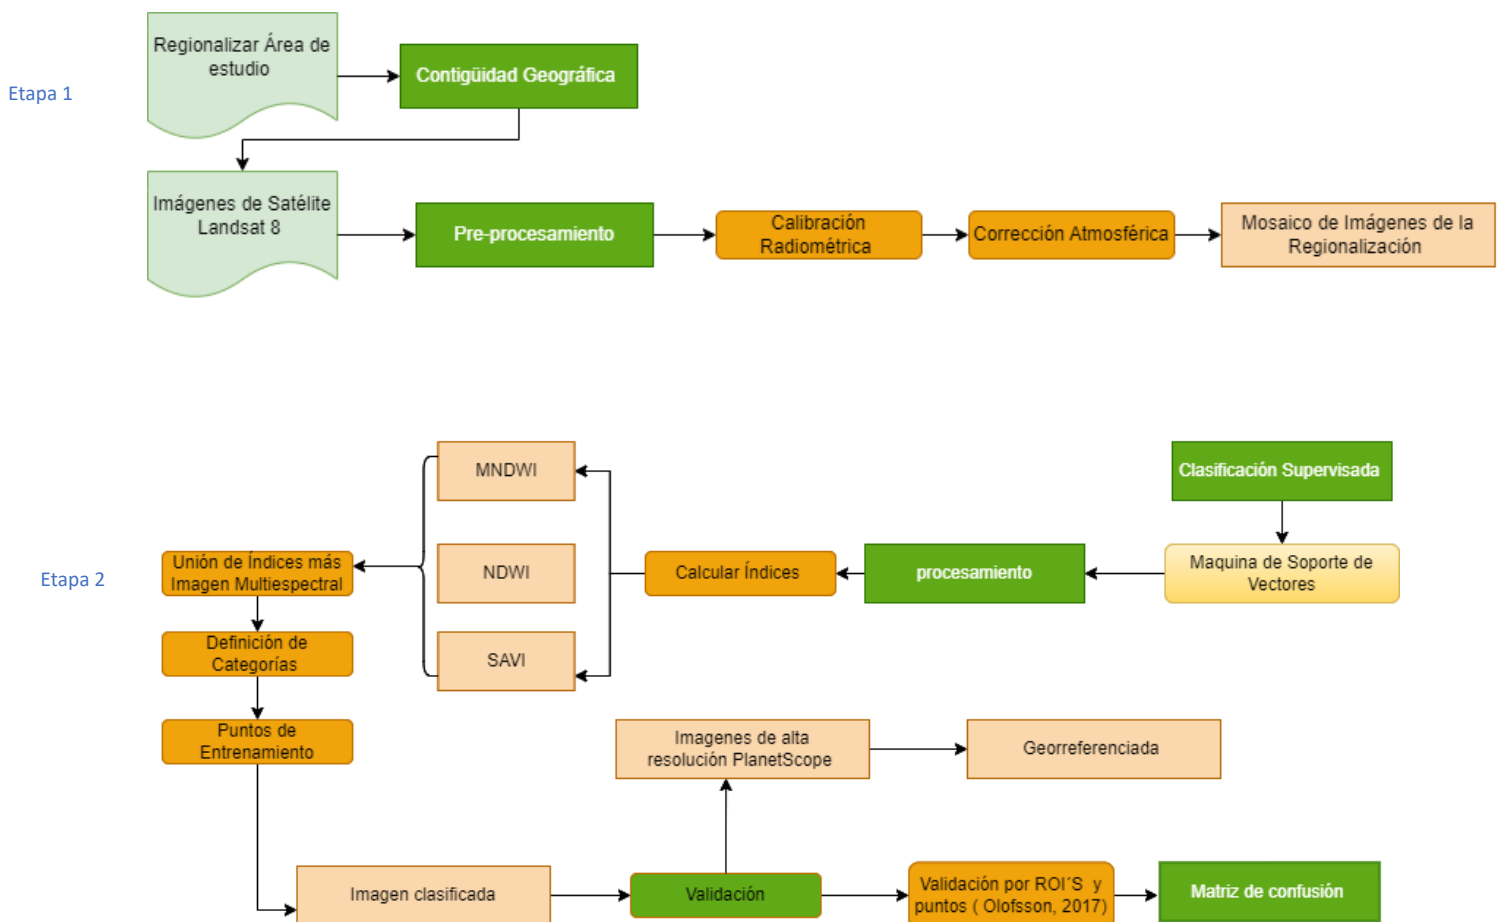 Regionalizar Área de
estudio
Contigüidad Geográfica
Etapa 1
Imágenes de Satélite
Landsat 8
Pre-procesamiento
Calibración
Radiométrica
Corrección Atmosférica
Mosaico de Imágenes de la
Regionalización
Clasificación Supervisada
Maquina de Soporte de
Vectores
procesamiento
Calcular Índices
MNDWI
NDWI
SAVI
Etapa 2
Unión de Índices más
Imagen Multiespectral
Definición de
Categorías
Puntos de
Entrenamiento
Imagen clasificada
Validación
Imagenes de alta
resolución PlanetScope
Georreferenciada
Validación por ROI´S y
puntos ( Olofsson, 2017)
Matriz de confusión